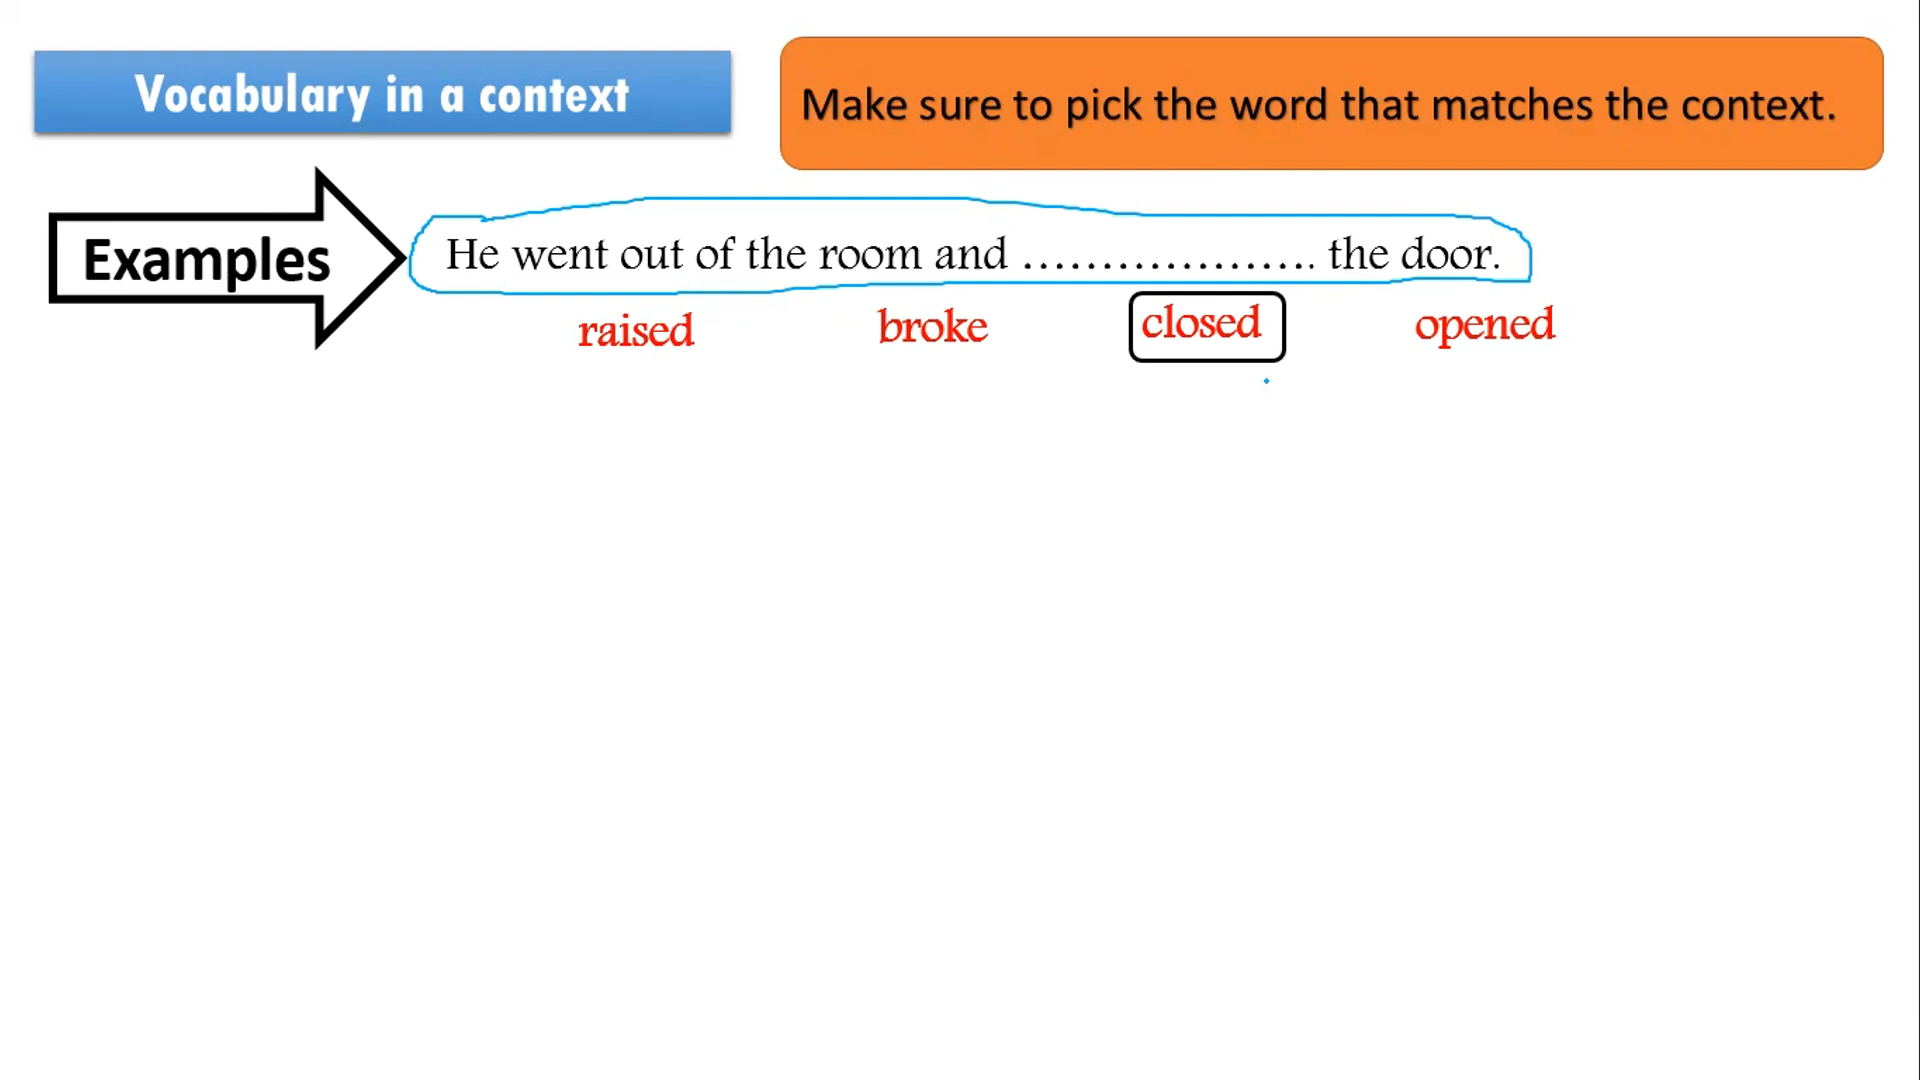 Vocabulary in a context
Make sure to pick the word that matches the context.
Examples
He went out of the room and ................... the door.
raised broke closed opened